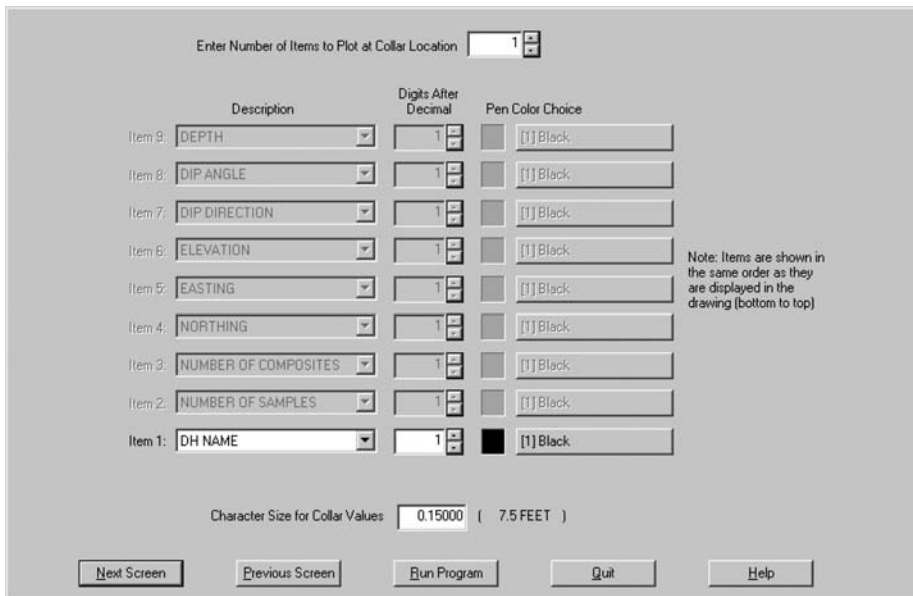 Enter Number of Items to Plot at Collar Location 1
Digits After
Description Decimal Pen Color Choice
Item 9: DEPTH 1 [1] Black
Item 8: DIP ANGLE 1 [1] Black
Item 7: DIP DIRECTION 1 [1] Black
Item 6: ELEVATION 1 [1] Black
Item 5: EASTING 1 [1] Black
Item 4: NORTHING 1 [1] Black
Item 3: NUMBER OF COMPOSITES 1 [1] Black
Item 2: NUMBER OF SAMPLES 1 [1] Black
Item 1: DH NAME 1 [1] Black
Note: Items are shown in
the same order as they
are displayed in the
drawing (bottom to top)
Character Size for Collar Values 0.15000 ( 7.5 FEET )
Next Screen Previous Screen Run Program Quit Help